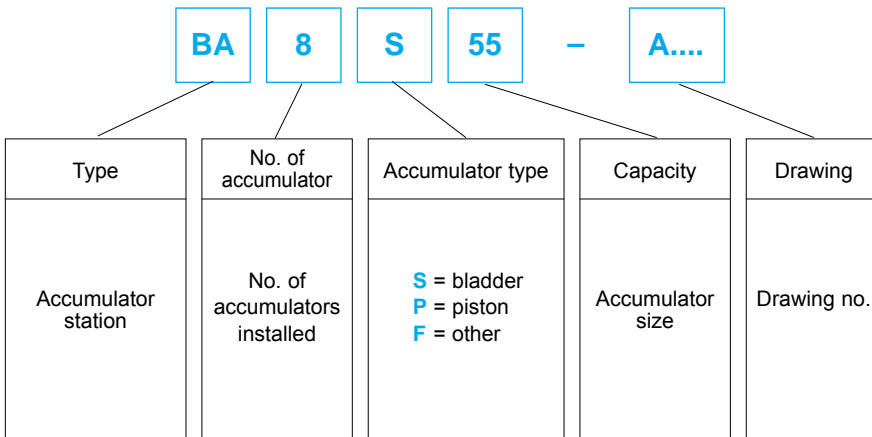 BA 8 S 55 – A....
Type
No. of
accumulator
Accumulator type
Capacity
Drawing
Accumulator
station
No. of
accumulators
installed
S = bladder
P = piston
F = other
Accumulator
size
Drawing no.